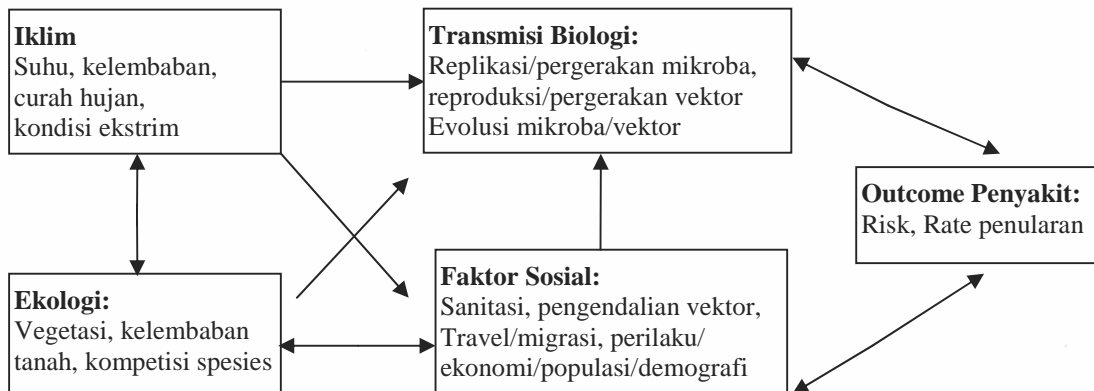 Iklim
Suhu, kelembaban,
curah hujan,
kondisi ekstrim
Transmisi Biologi:
Replikasi/pergerakan mikroba,
reproduksi/pergerakan vektor
Evolusi mikroba/vektor
Outcome Penyakit:
Risk, Rate penularan
Ekologi:
Vegetasi, kelembaban
tanah, kompetisi spesies
Faktor Sosial:
Sanitasi, pengendalian vektor,
Travel/migrasi, perilaku/
ekonomi/populasi/demografi